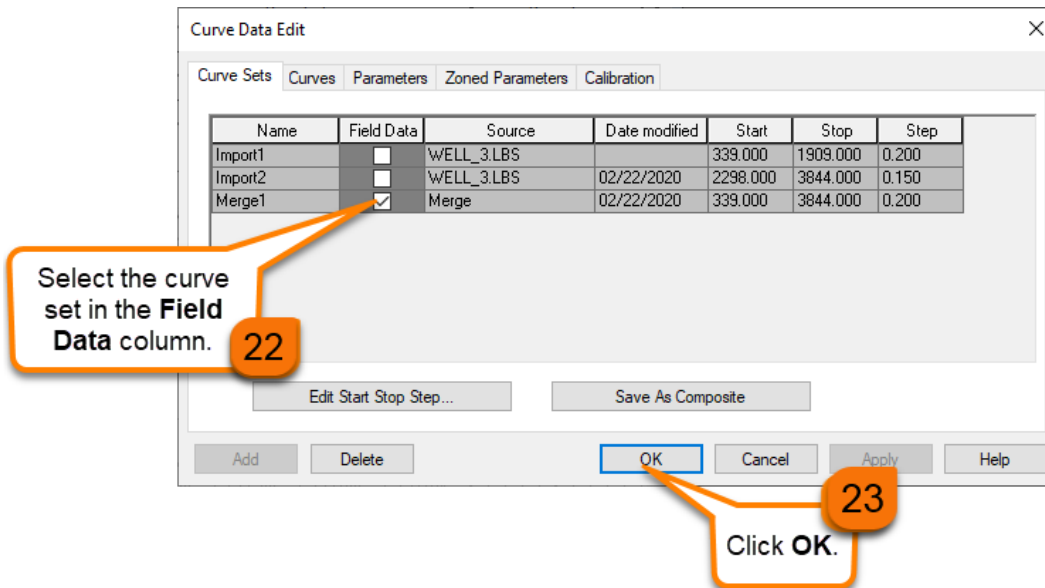 Curve Data Edit
Curve Sets Curves Parameters Zoned Parameters Calibration
Name Field Data Source Date modified Start Stop Step
Import1 WELL_3.LBS 339.000 1909.000 0.200
Import2 WELL_3.LBS 02/22/2020 2298.000 3844.000 0.150
Merge1 Merge 02/22/2020 339.000 3844.000 0.200
Select the curve
set in the Field
Data column.
22
Edit Start Stop Step... Save As Composite
Add Delete OK Cancel Apply Help
23
Click OK.